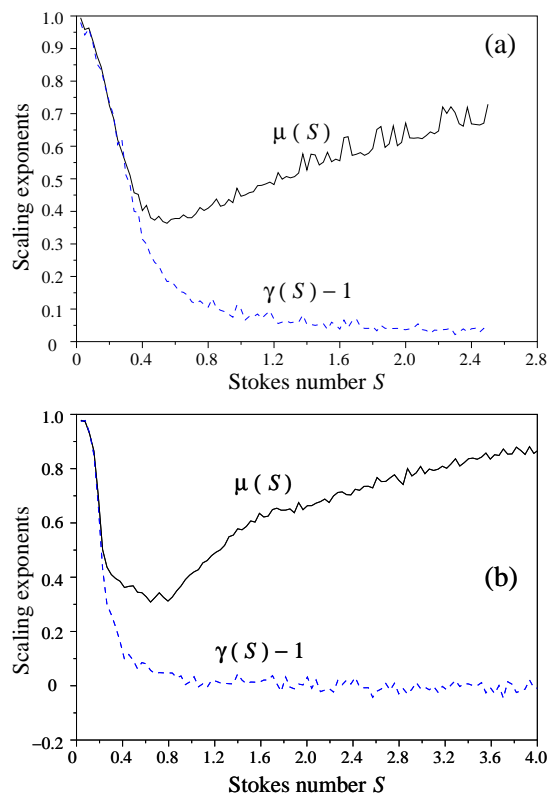 (a)
Scaling exponents
1.0
0.9
0.8
0.7
0.6
0.5
0.4
0.3
0.2
0.1
0
μ(S)
γ(S)−1
0 0.4 0.8 1.2 1.6 2.0 2.4 2.8
Stokes number S
(b)
Scaling exponents
1.0
0.8
0.6
0.4
0.2
0
−0.2
μ(S)
γ(S)−1
0 0.4 0.8 1.2 1.6 2.0 2.4 2.8 3.2 3.6 4.0
Stokes number S